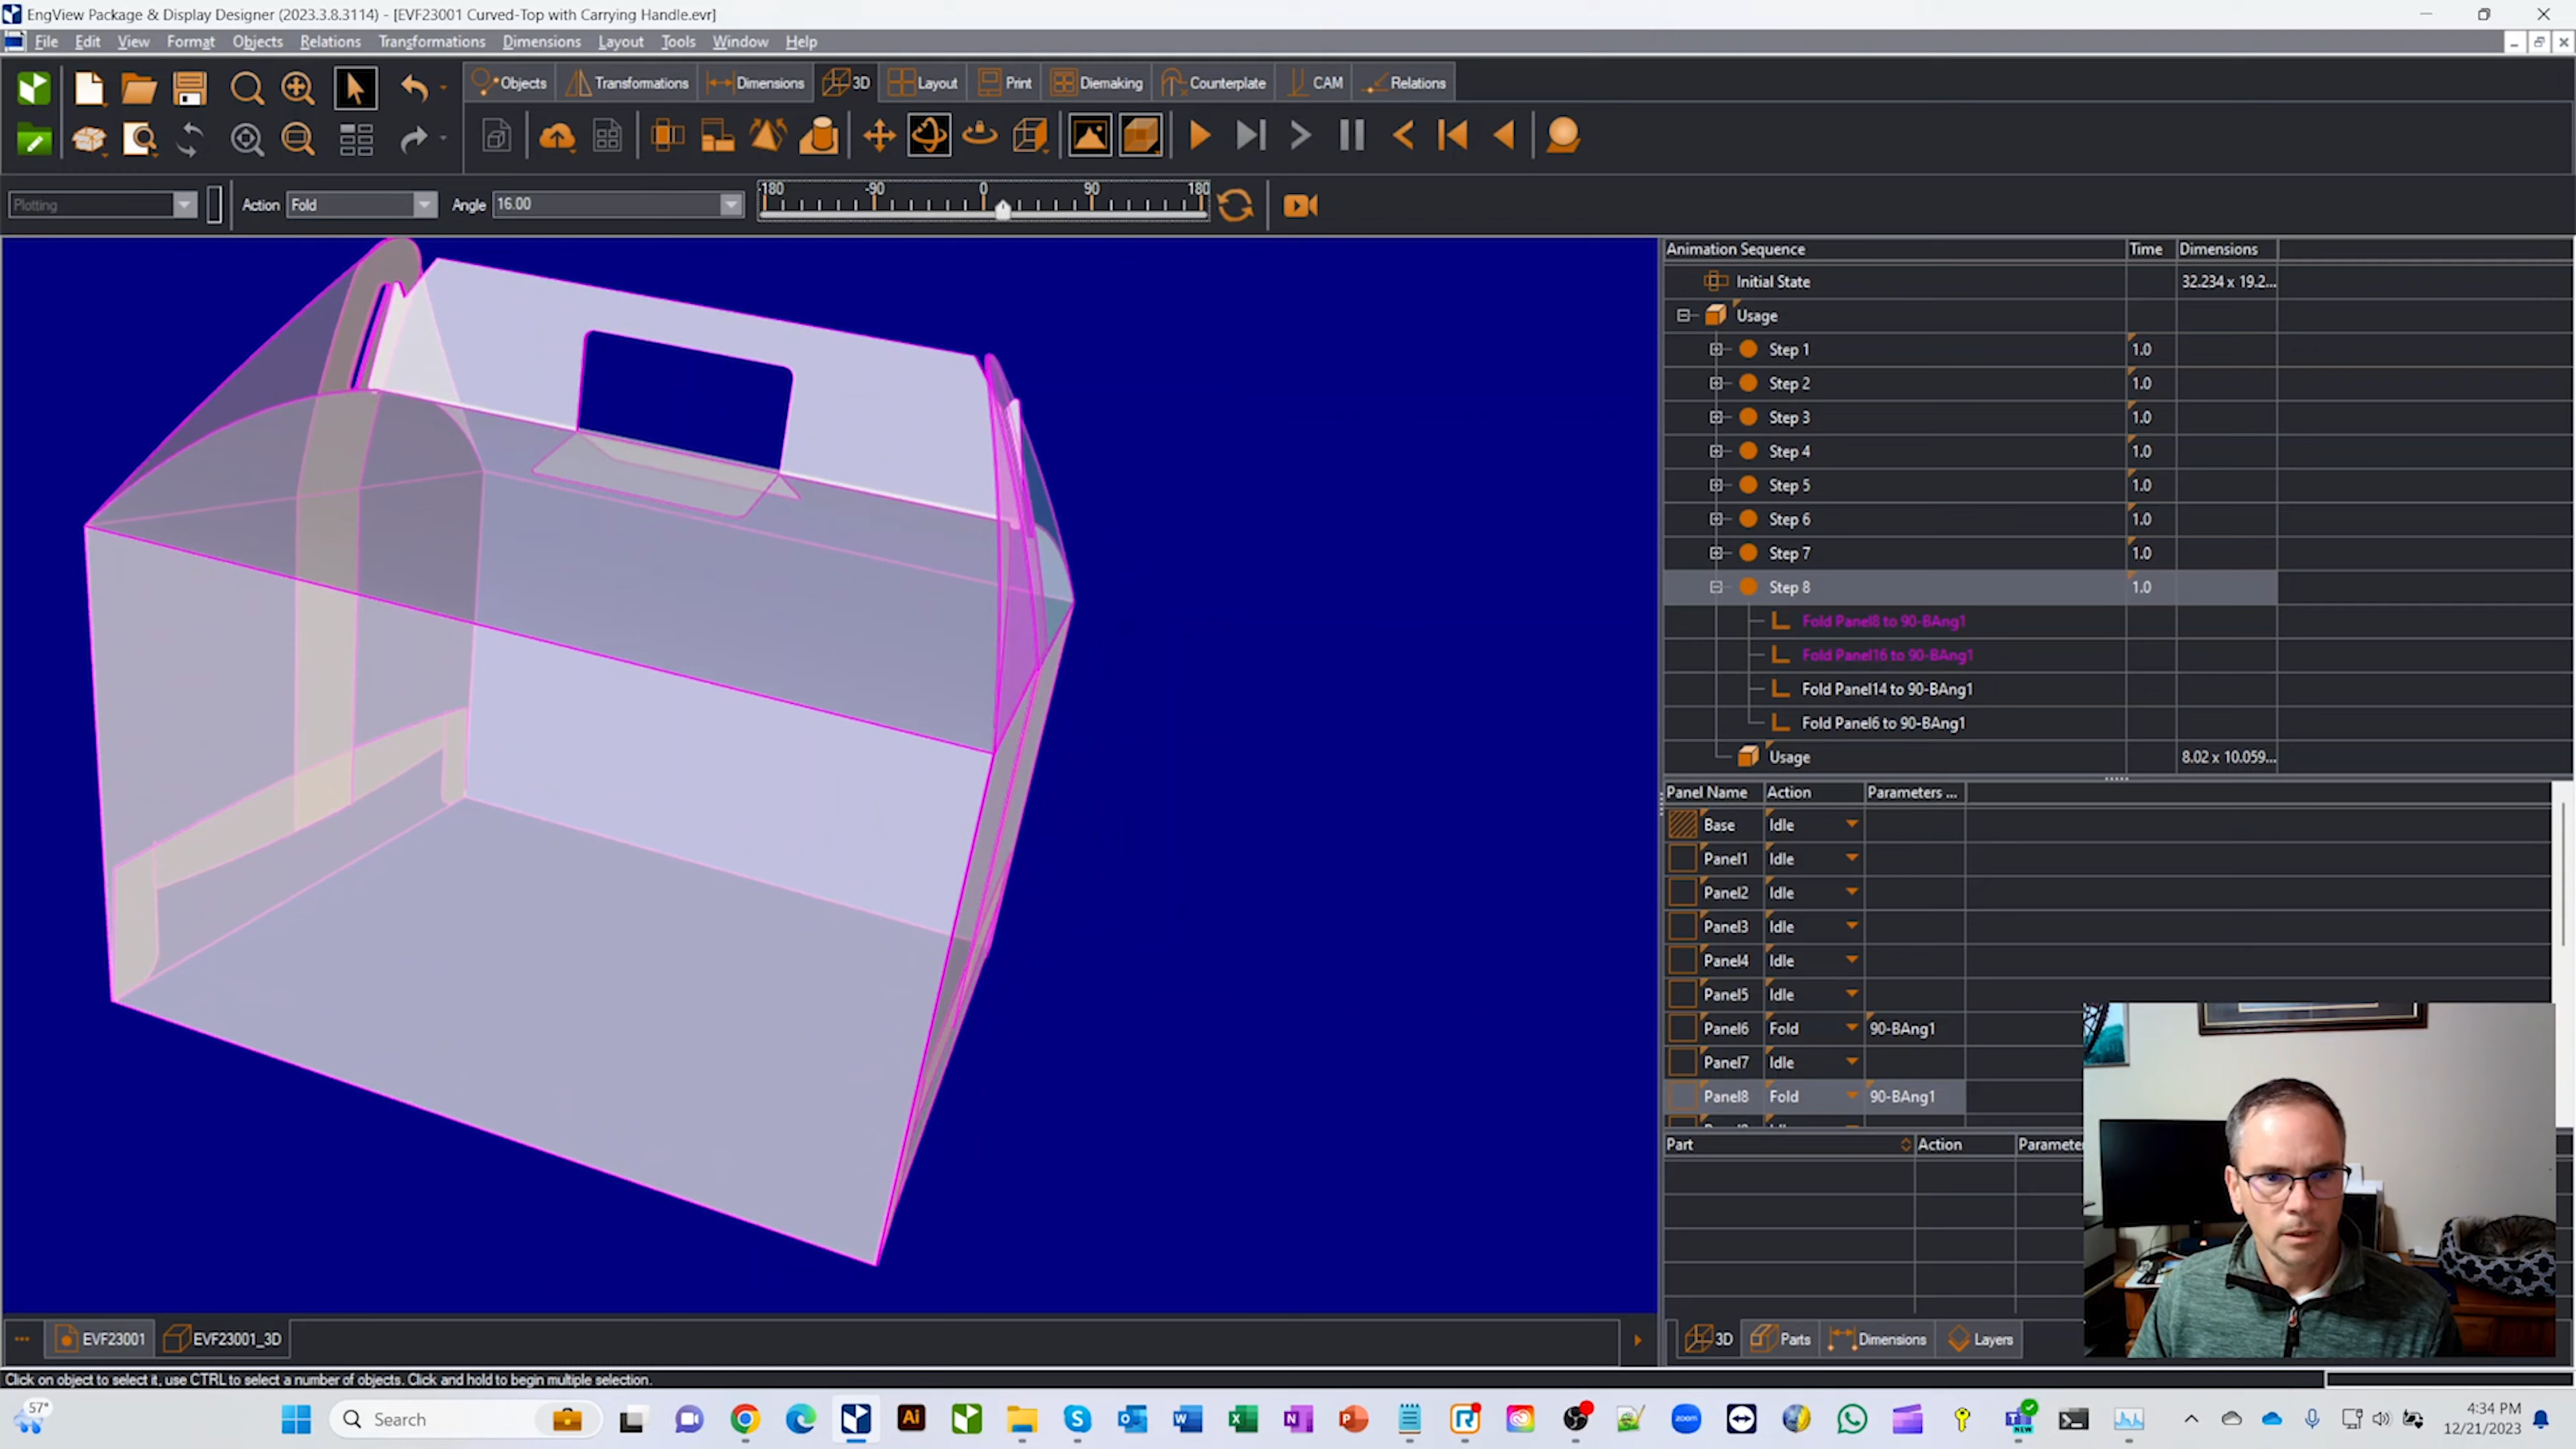 EngView Package & Display Designer (2023.3.8.3114) - [EVF23001 Curved-Top with Carrying Handle.evr]
File Edit View Format Objects Relations Transformations Dimensions Layout Tools Window Help
Objects Transformations Dimensions 3D Layout Print Diemaking Counterplate CAM Relations
Plotting Action Fold Angle 16.00 -180 -90 0 90 180
Animation Sequence Time Dimensions
Initial State 32.234 x 19.2...
Usage
Step 1 1.0
Step 2 1.0
Step 3 1.0
Step 4 1.0
Step 5 1.0
Step 6 1.0
Step 7 1.0
Step 8 1.0
Fold Panel8 to 90-BAng1
Fold Panel16 to 90-BAng1
Fold Panel14 to 90-BAng1
Fold Panel6 to 90-BAng1
Usage 8.02 x 10.059...
Panel Name Action Parameters ...
Base Idle
Panel1 Idle
Panel2 Idle
Panel3 Idle
Panel4 Idle
Panel5 Idle
Panel6 Fold 90-BAng1
Panel7 Idle
Panel8 Fold 90-BAng1
Part Action Parameter
... EVF23001 EVF23001_3D
3D Parts Dimensions Layers
Click on object to select it, use CTRL to select a number of objects. Click and hold to begin multiple selection.
57° Search Ai zoom NEW 4:34 PM
12/21/2023